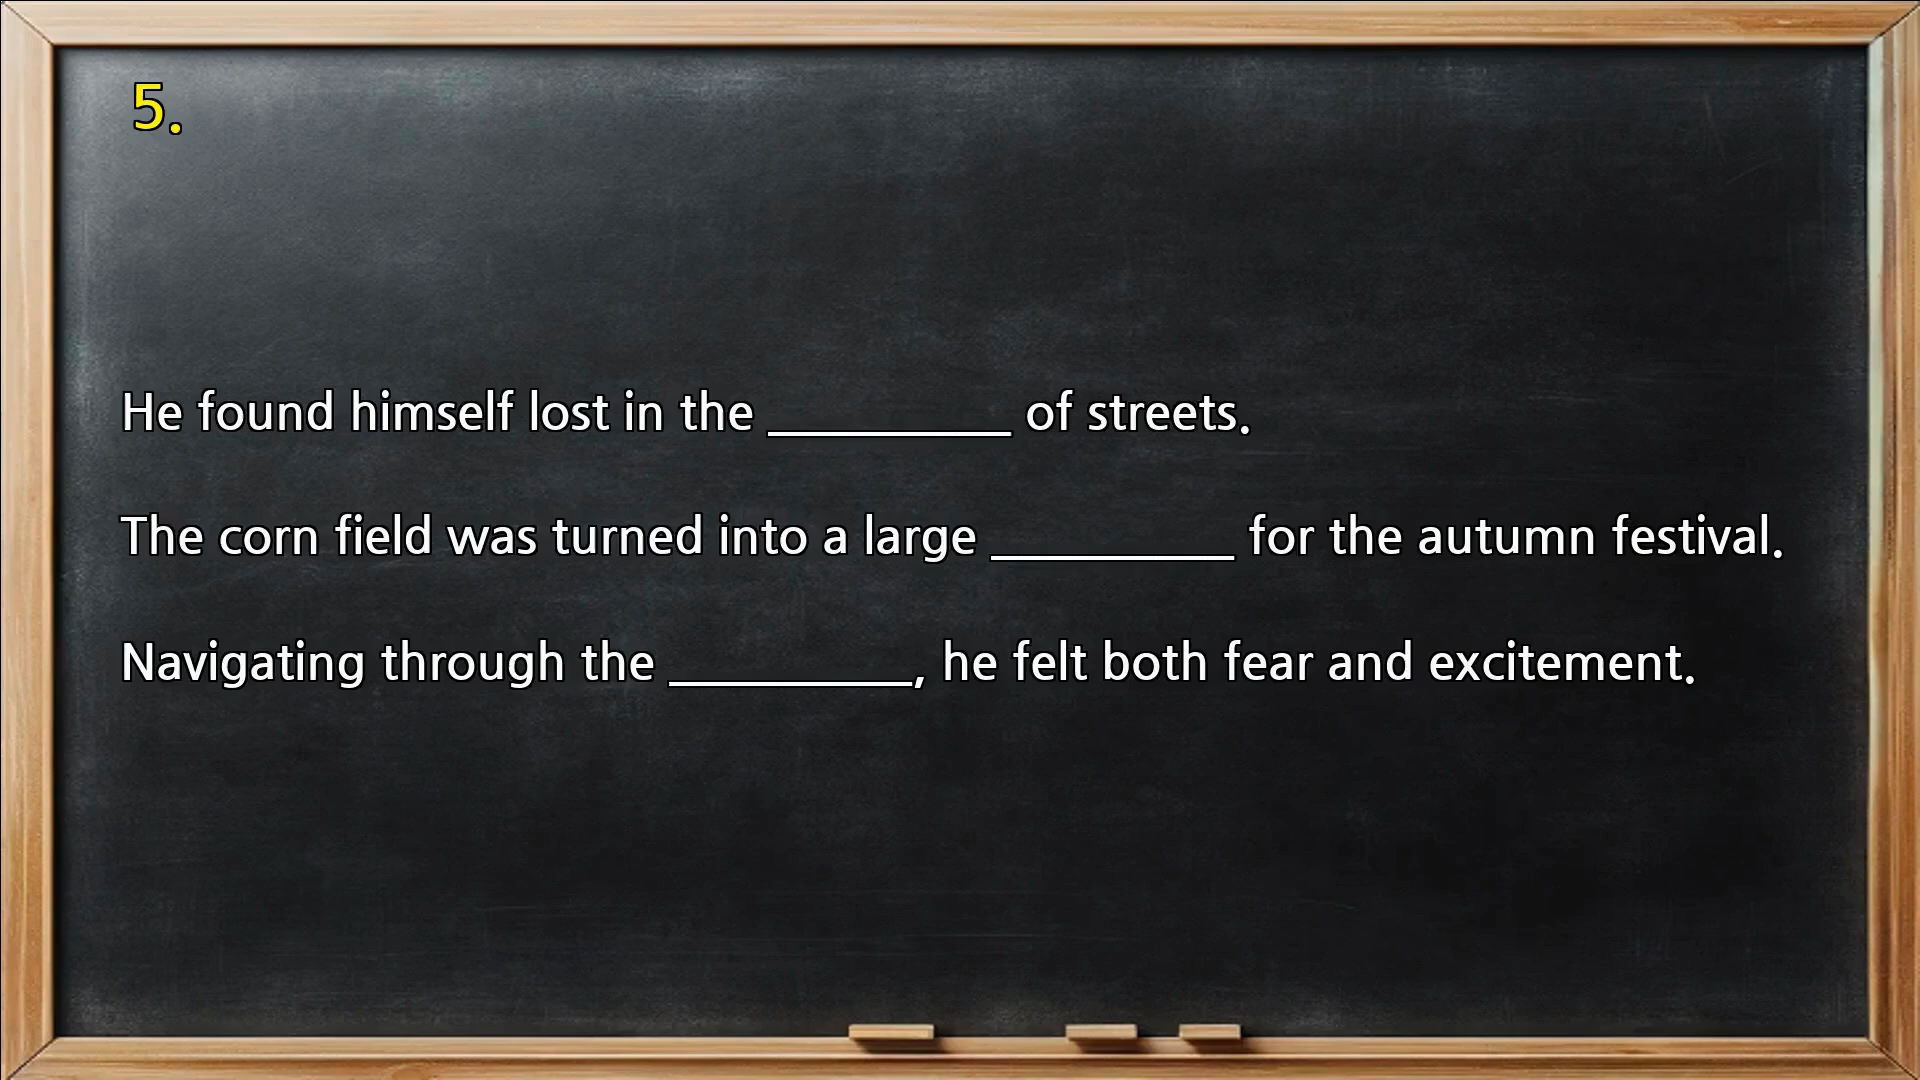 5.
He found himself lost in the __________ of streets.
The corn field was turned into a large __________ for the autumn festival.
Navigating through the __________, he felt both fear and excitement.